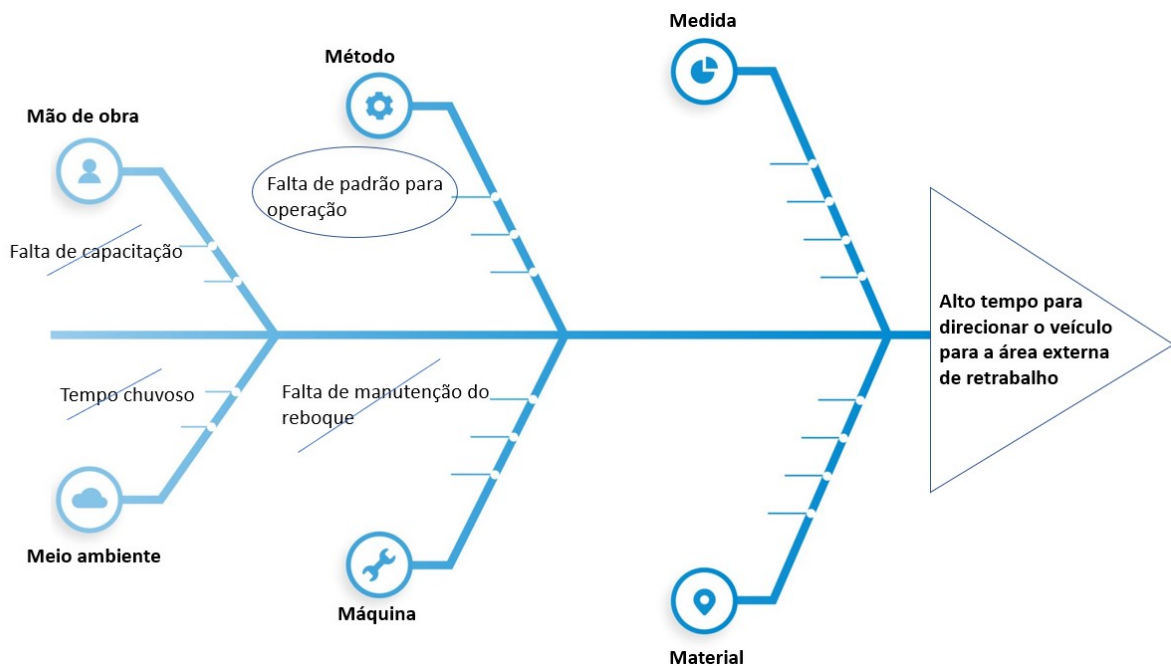 Medida
Método
Mão de obra
Falta de padrão para
operação
Falta de capacitação
Alto tempo para
direcionar o veículo
para a área externa
de retrabalho
Tempo chuvoso
Falta de manutenção do
reboque
Meio ambiente
Máquina
Material